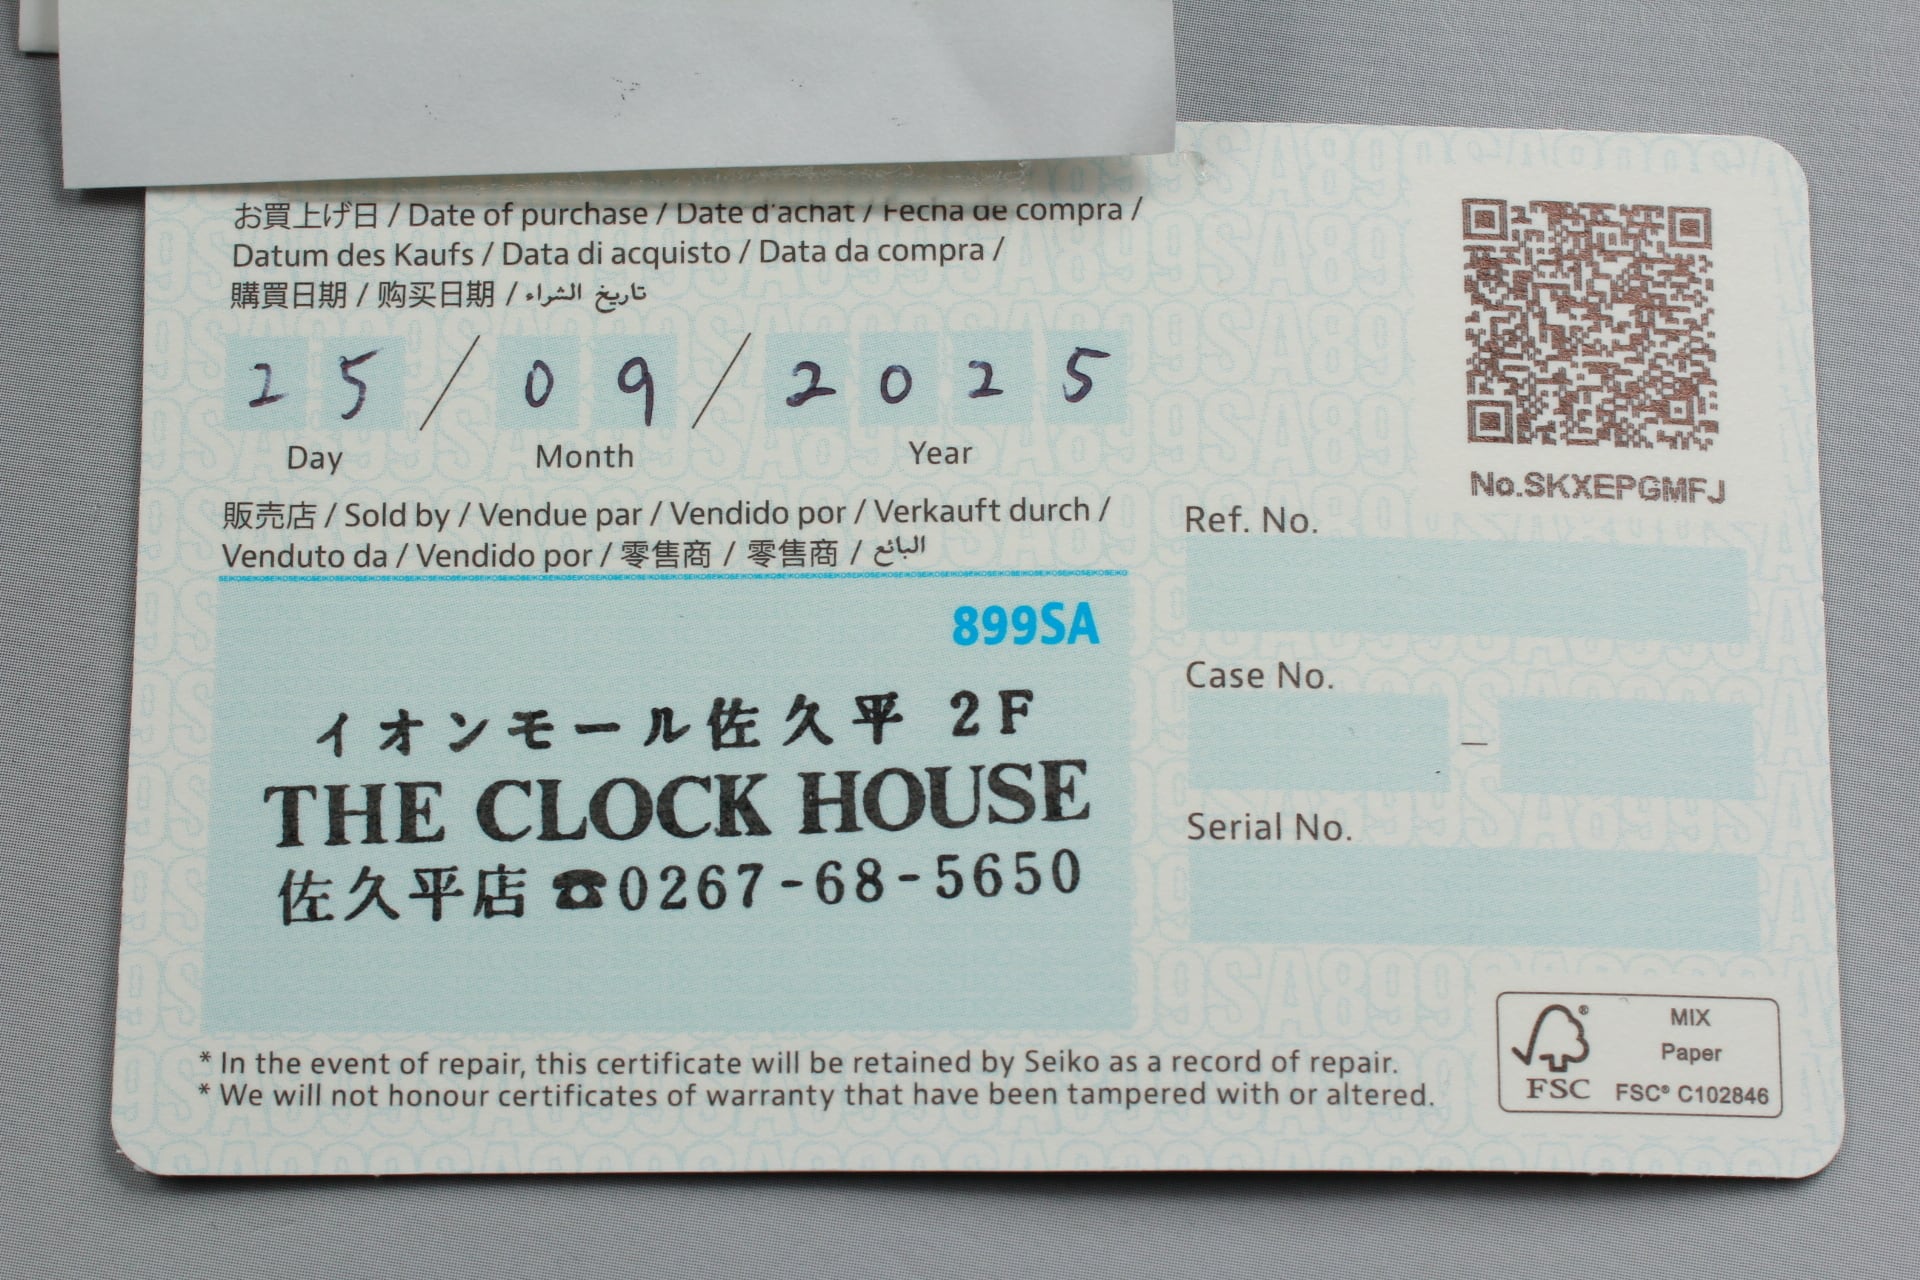 お買上げ日 / Date of purchase / Date d'achat / Fecha de compra /
Datum des Kaufs / Data di acquisto / Data da compra /
購買日期 / 购买日期 / تاريخ الشراء
25 / 09 / 2025
Day Month Year
No.SKXEPGMFJ
販売店 / Sold by / Vendue par / Vendido por / Verkauft durch /
Venduto da / Vendido por / 零售商 / 零售商 / البائع
899SA
イオンモール佐久平 2F
THE CLOCK HOUSE
佐久平店 ☎0267-68-5650
Ref. No.
Case No.
–
Serial No.
* In the event of repair, this certificate will be retained by Seiko as a record of repair.
* We will not honour certificates of warranty that have been tampered with or altered.
FSC
MIX
Paper
FSC® C102846